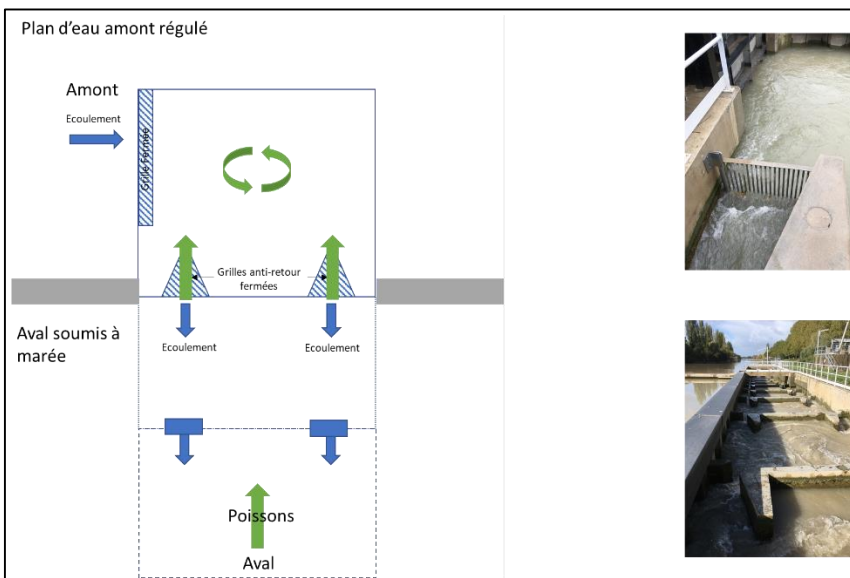 Plan d'eau amont régulé
Amont
Ecoulement
Grille Fermée
Grilles anti-retour
fermées
Aval soumis à
marée
Ecoulement
Ecoulement
Poissons
Aval